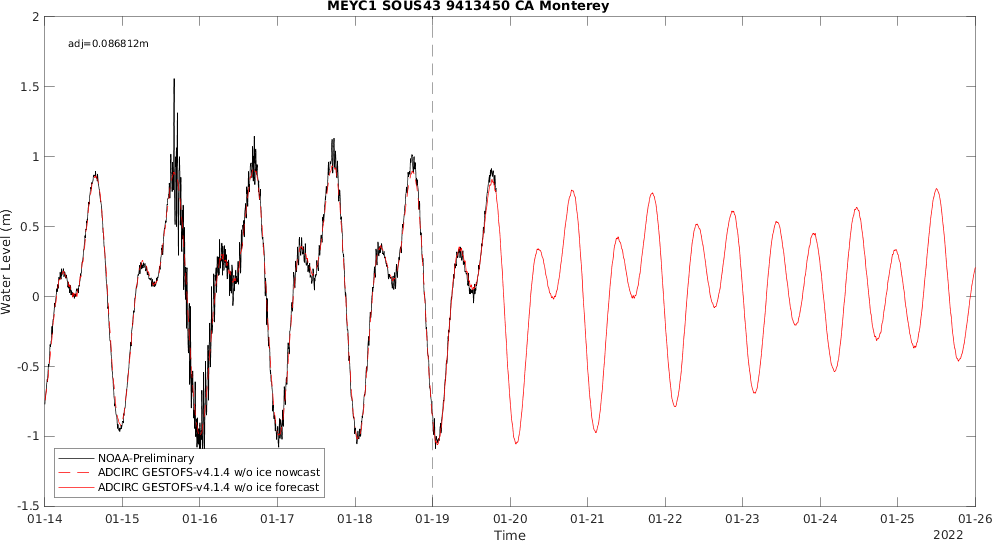 MEYC1 SOUS43 9413450 CA Monterey
adj=0.086812m
2
1.5
1
0.5
0
-0.5
-1
-1.5
Water Level (m)
NOAA-Preliminary
ADCIRC GESTOFS-v4.1.4 w/o ice nowcast
ADCIRC GESTOFS-v4.1.4 w/o ice forecast
01-14 01-15 01-16 01-17 01-18 01-19 01-20 01-21 01-22 01-23 01-24 01-25 01-26
Time
2022